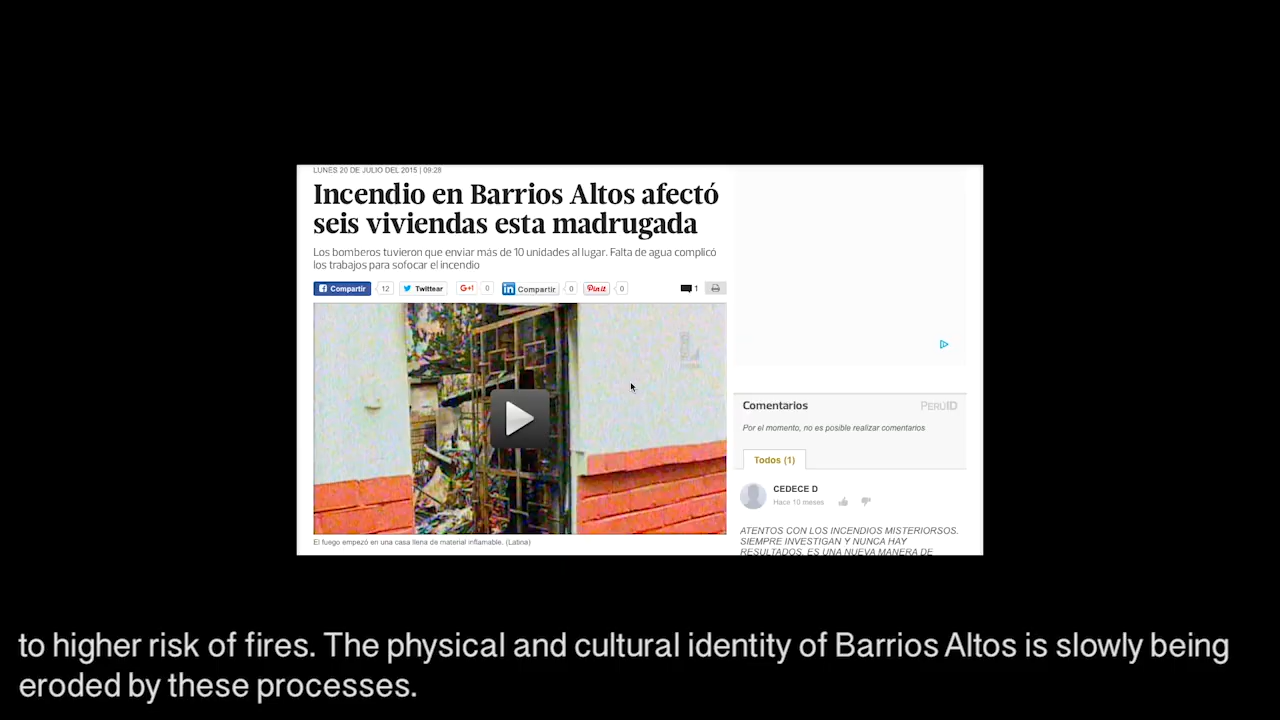 LUNES 20 DE JULIO DEL 2015 | 09:28
Incendio en Barrios Altos afectó
seis viviendas esta madrugada
Los bomberos tuvieron que enviar más de 10 unidades al lugar. Falta de agua complicó
los trabajos para sofocar el incendio
Compartir 12 Twittear G+1 0 in Compartir 0 Pinit 0 1
Comentarios PERÚID
Por el momento, no es posible realizar comentarios
Todos (1)
CEDECE D
Hace 10 meses
ATENTOS CON LOS INCENDIOS MISTERIORSOS.
SIEMPRE INVESTIGAN Y NUNCA HAY
RESULTADOS. ES UNA NUEVA MANERA DE
El fuego empezó en una casa llena de material inflamable. (Latina)
to higher risk of fires. The physical and cultural identity of Barrios Altos is slowly being
eroded by these processes.